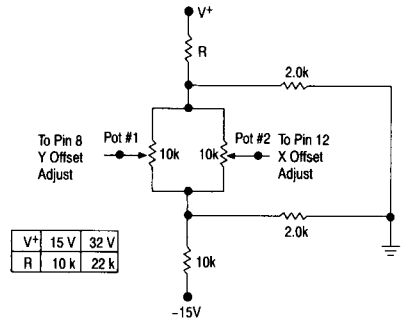 V+
R
2.0k
To Pin 8
Y Offset
Adjust
Pot #1
10k
10k
Pot #2
To Pin 12
X Offset
Adjust
2.0k
V+ 15 V 32 V
R 10 k 22 k
10k
–15V